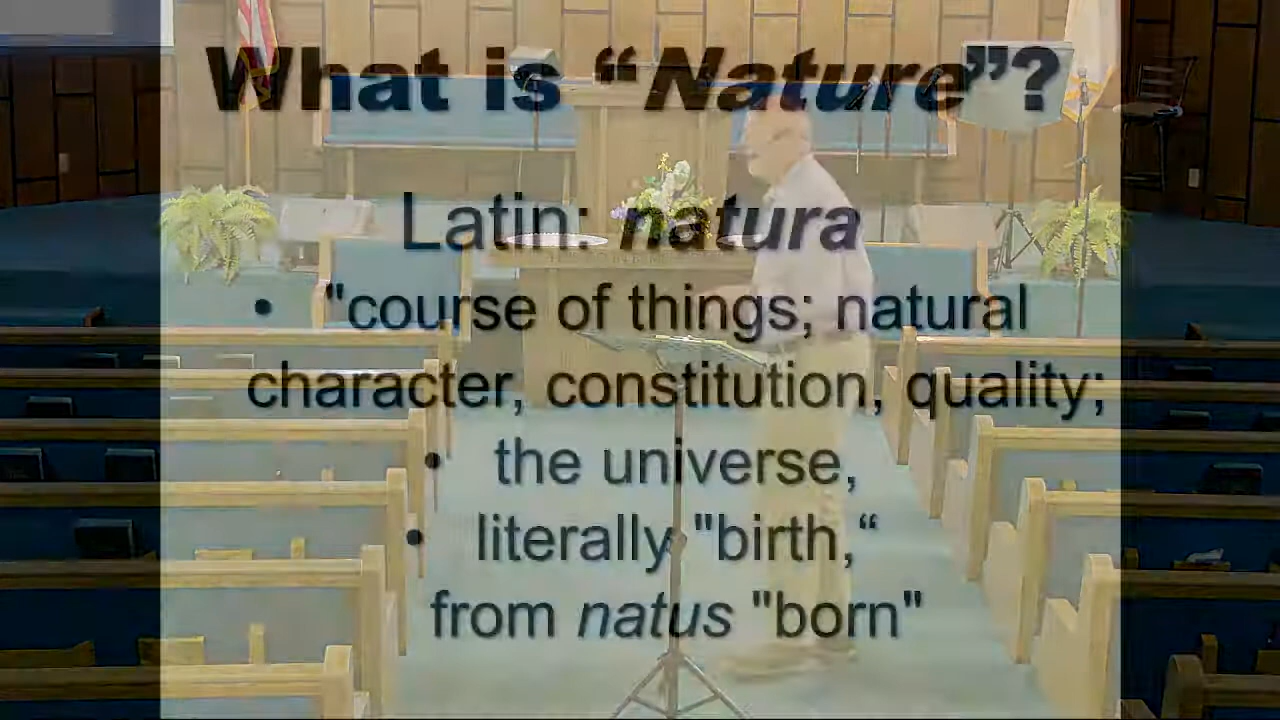 What is “Nature”?
Latin: natura
• "course of things; natural
character, constitution, quality;
• the universe,
• literally "birth,“
from natus "born"